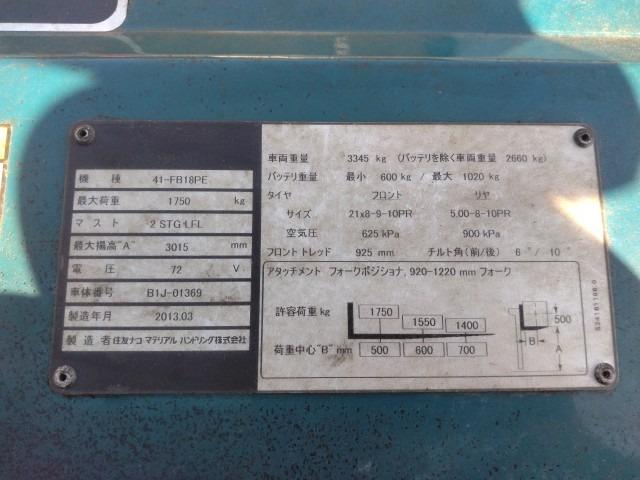 機 種 41-FB18PE
最大荷重 1750 kg
マスト 2 STG LFL
最大揚高"A" 3015 mm
電 圧 72 V
車体番号 B1J-01369
製造年月 2013.03
製造者 住友ナコ マテリアル ハンドリング株式会社
車両重量 3345 kg (バッテリを除く車両重量 2660 kg)
バッテリ重量 最小 600 kg / 最大 1020 kg
タイヤ フロント リヤ
サイズ 21x8-9-10PR 5.00-8-10PR
空気圧 625 kPa 900 kPa
フロントトレッド 925 mm チルト角(前/後) 6°/ 10°
アタッチメント フォークポジショナ, 920-1220 mm フォーク
許容荷重 kg 1750 1550 1400
荷重中心"B" mm 500 600 700
500
B A